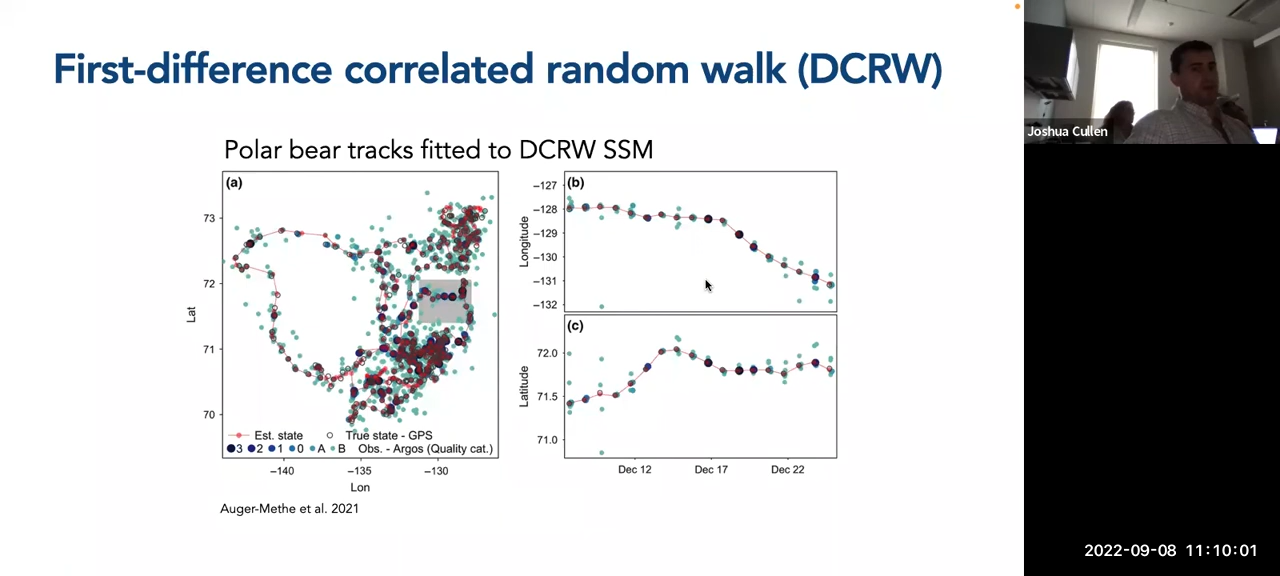 First-difference correlated random walk (DCRW)
Joshua Cullen
Polar bear tracks fitted to DCRW SSM
(a)
73
72
71
70
Lat
Est. state
True state - GPS
3 2 1 0 A B Obs. - Argos (Quality cat.)
−140 −135 −130
Lon
(b)
−127
−128
−129
−130
−131
−132
Longitude
(c)
72.0
71.5
71.0
Latitude
Dec 12 Dec 17 Dec 22
Auger-Methe et al. 2021
2022-09-08 11:10:01